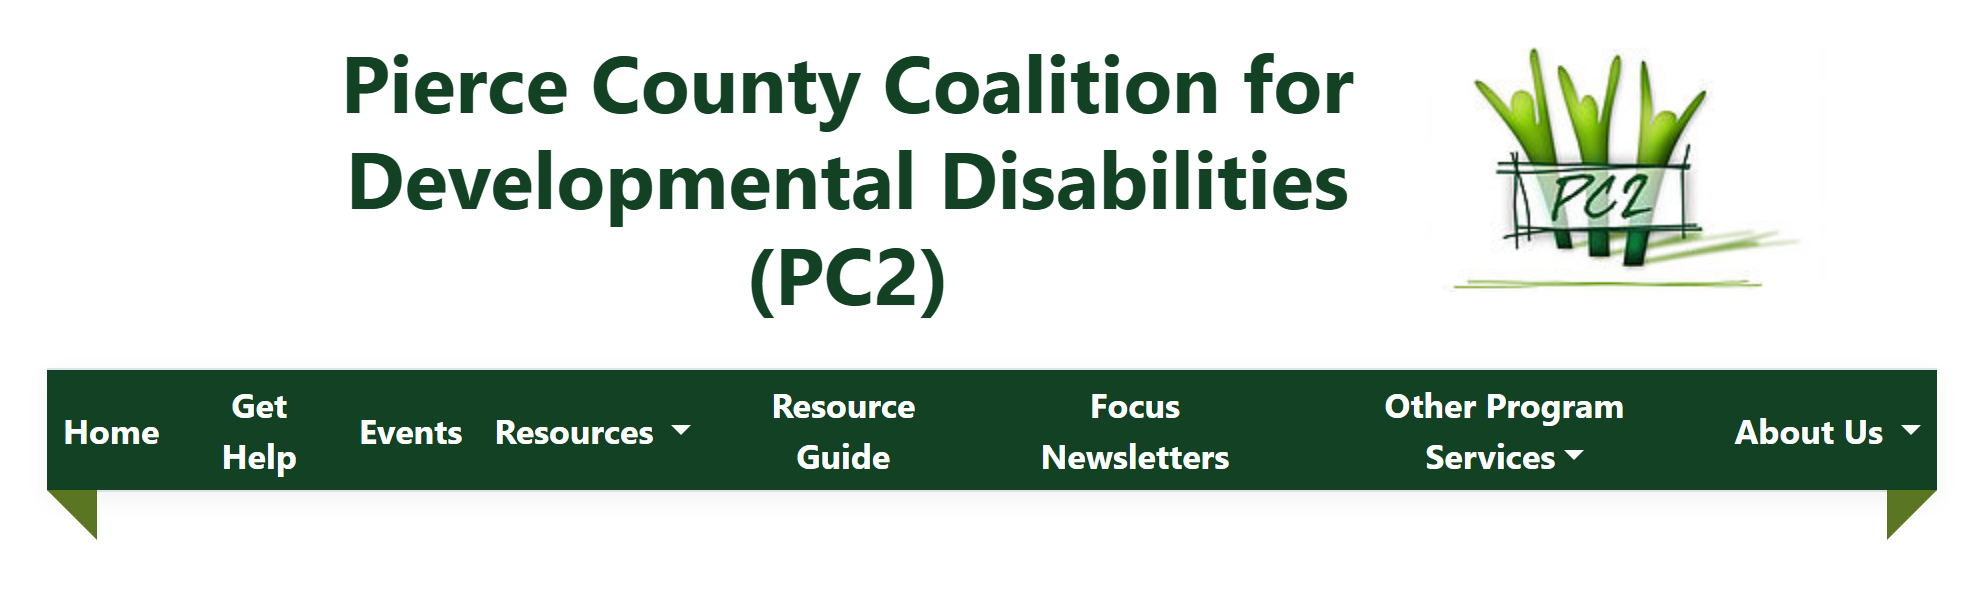 Pierce County Coalition for
Developmental Disabilities
(PC2)
PC2
Home
Get
Help
Events
Resources
Resource
Guide
Focus
Newsletters
Other Program
Services
About Us